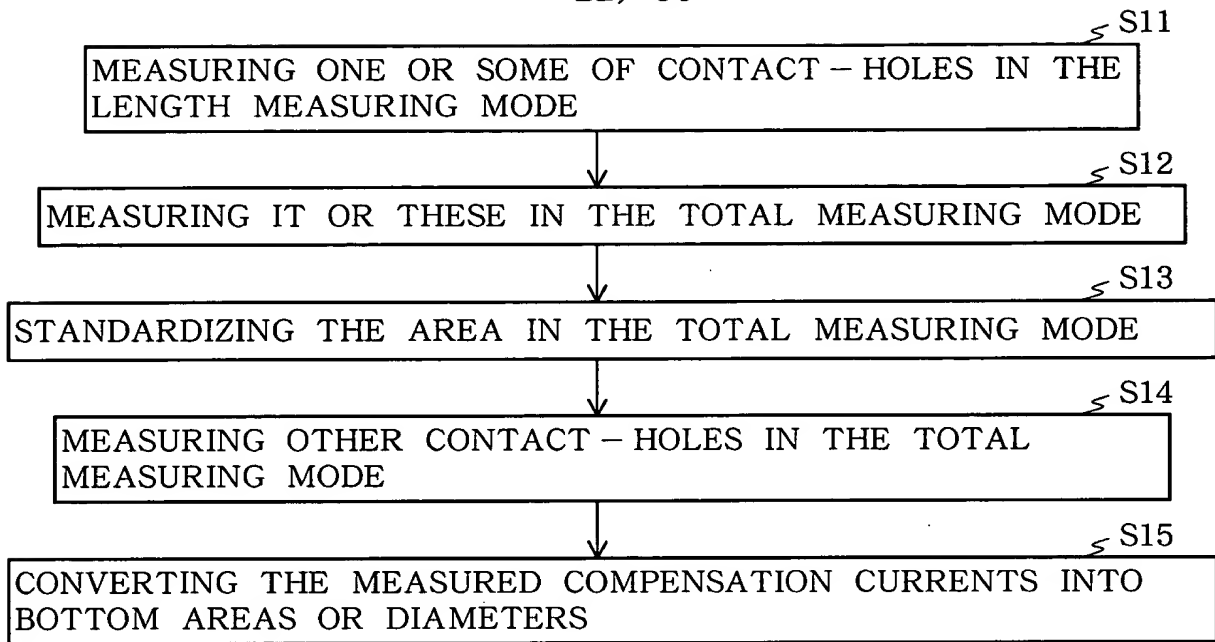 S11
MEASURING ONE OR SOME OF CONTACT – HOLES IN THE
LENGTH MEASURING MODE
S12
MEASURING IT OR THESE IN THE TOTAL MEASURING MODE
S13
STANDARDIZING THE AREA IN THE TOTAL MEASURING MODE
S14
MEASURING OTHER CONTACT – HOLES IN THE TOTAL
MEASURING MODE
S15
CONVERTING THE MEASURED COMPENSATION CURRENTS INTO
BOTTOM AREAS OR DIAMETERS